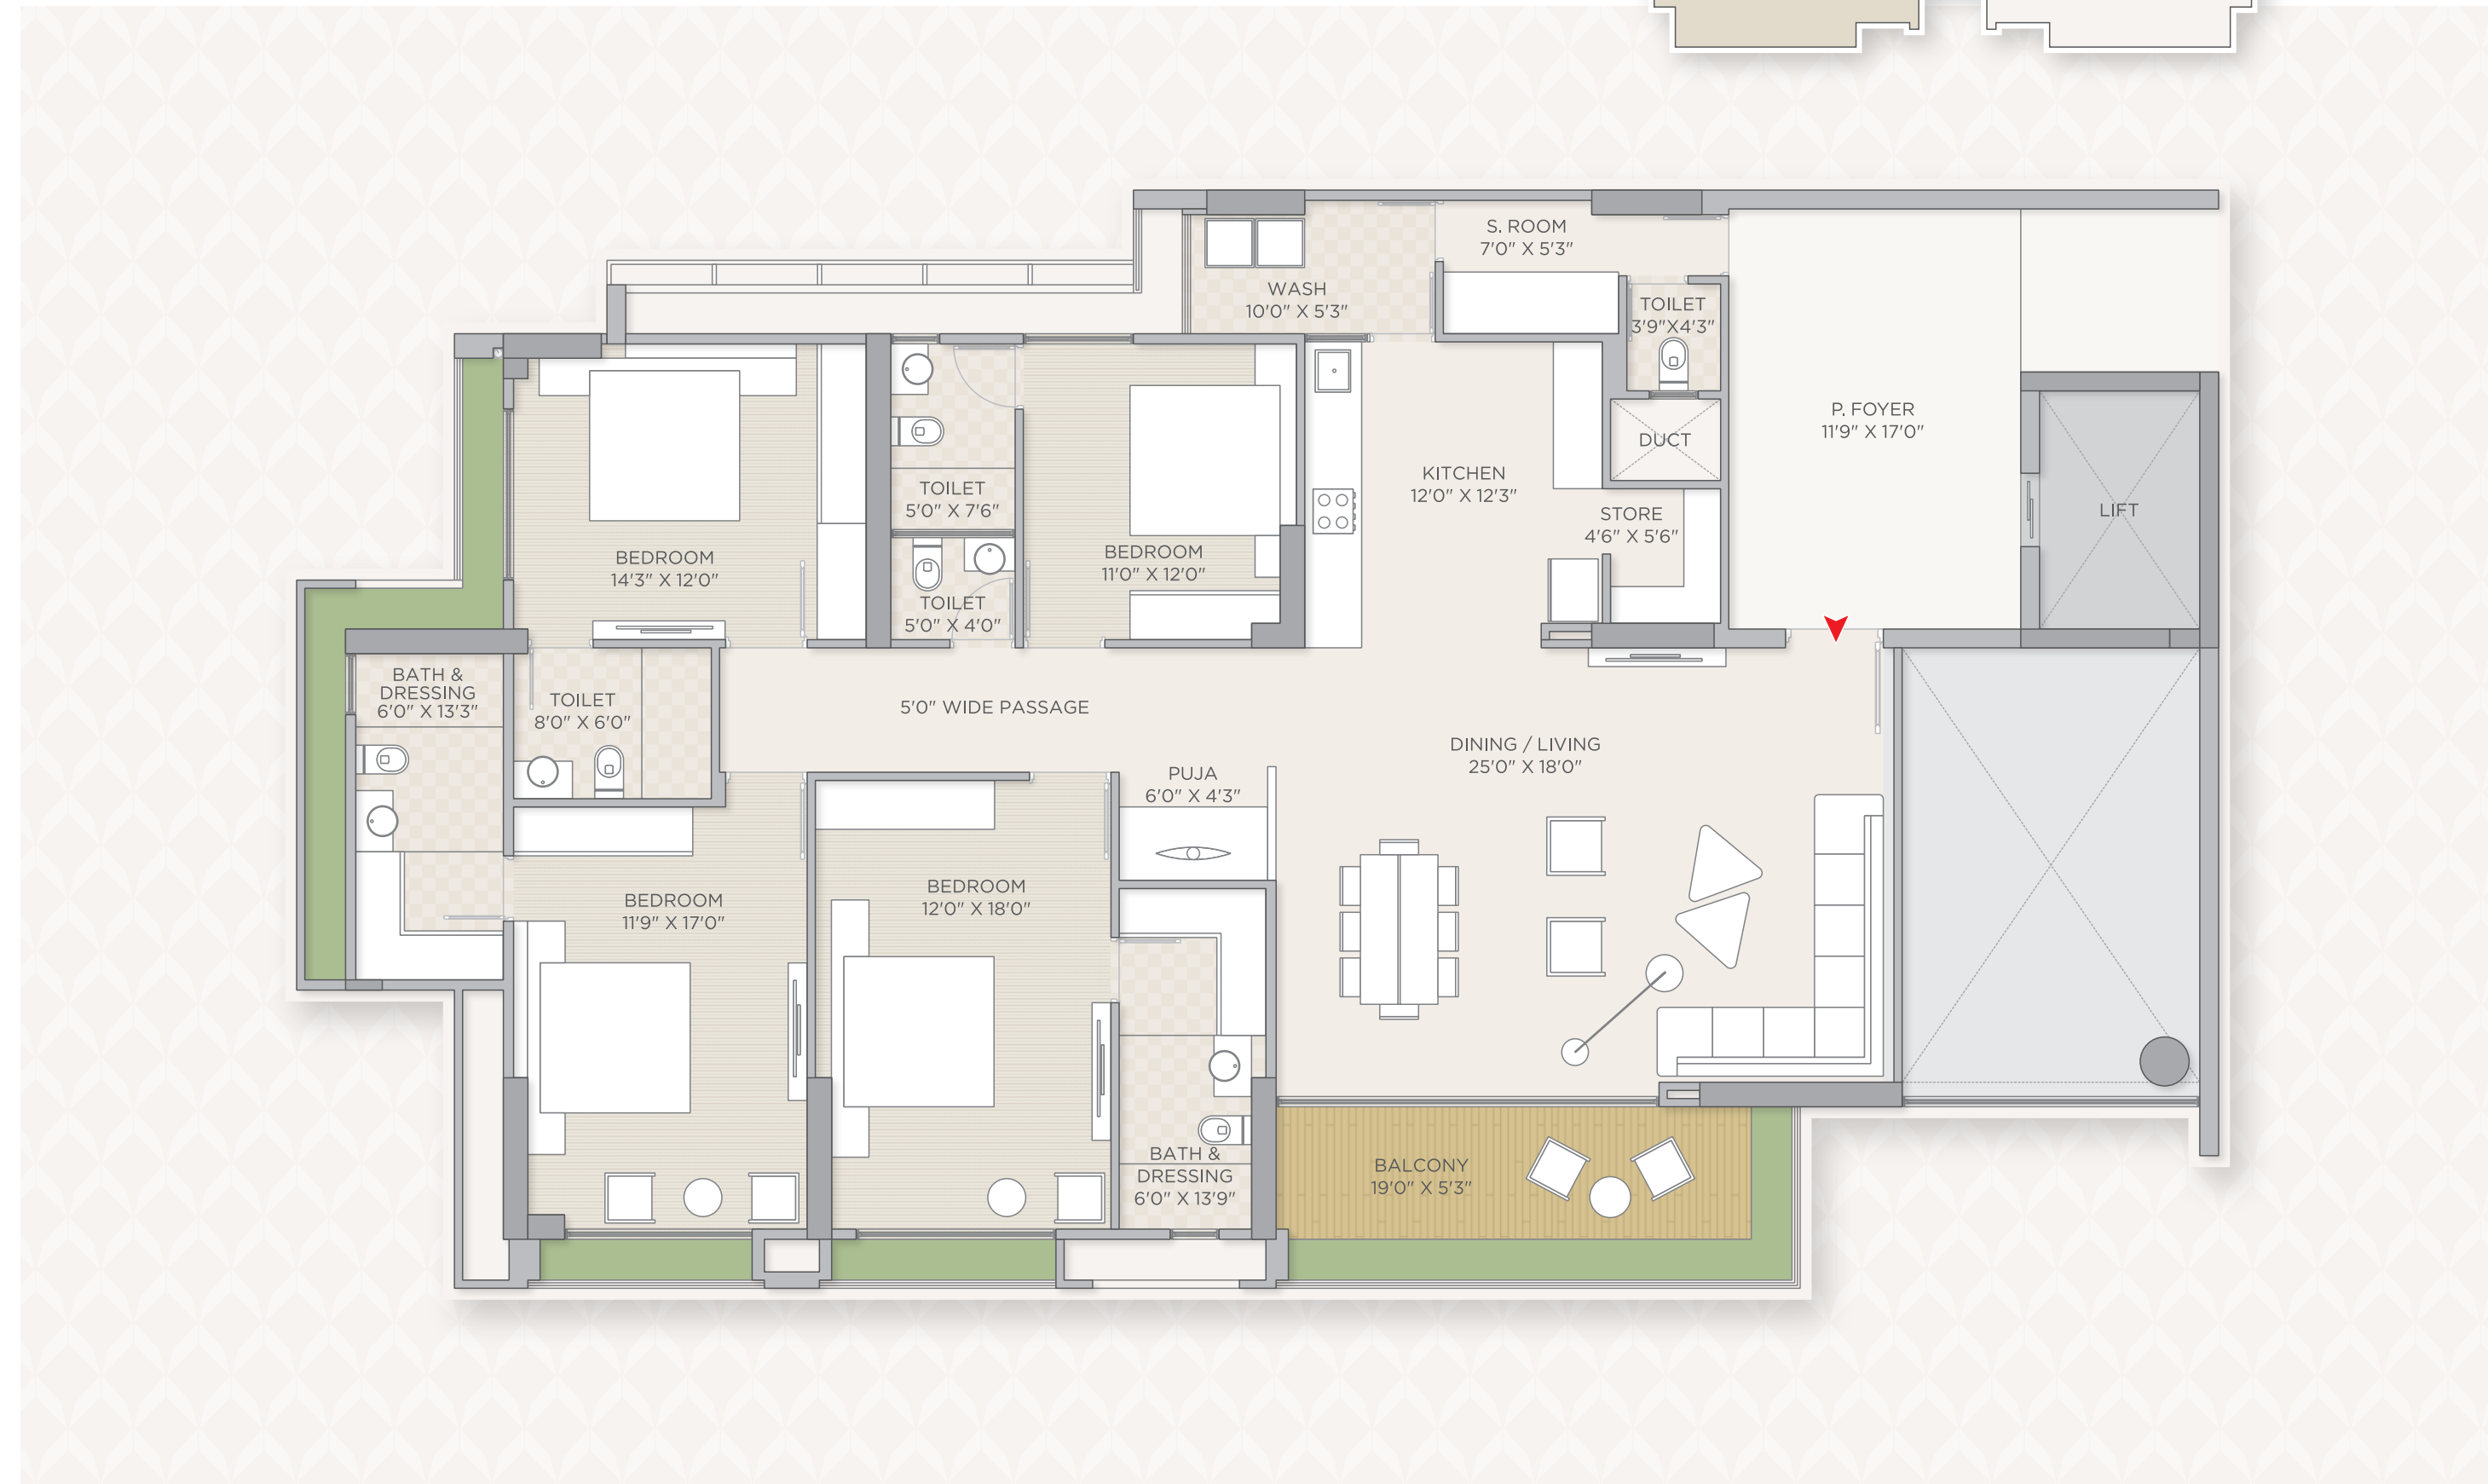 S. ROOM
7'0" X 5'3"
WASH
10'0" X 5'3"
TOILET
3'9"X4'3"
P. FOYER
11'9" X 17'0"
DUCT
KITCHEN
12'0" X 12'3"
TOILET
5'0" X 7'6"
STORE
4'6" X 5'6"
LIFT
BEDROOM
14'3" X 12'0"
BEDROOM
11'0" X 12'0"
TOILET
5'0" X 4'0"
BATH &
DRESSING
6'0" X 13'3"
TOILET
8'0" X 6'0"
5'0" WIDE PASSAGE
DINING / LIVING
25'0" X 18'0"
PUJA
6'0" X 4'3"
BEDROOM
11'9" X 17'0"
BEDROOM
12'0" X 18'0"
BATH &
DRESSING
6'0" X 13'9"
BALCONY
19'0" X 5'3"